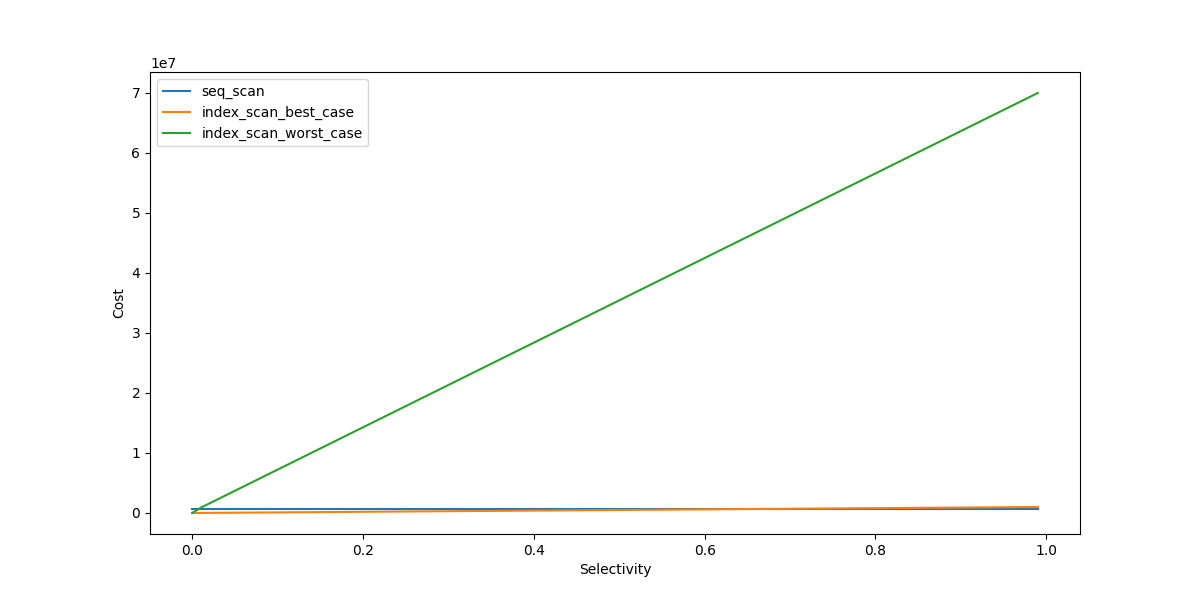 1e7
seq_scan
index_scan_best_case
index_scan_worst_case
7
6
5
4
3
2
1
0
Cost
0.0 0.2 0.4 0.6 0.8 1.0
Selectivity